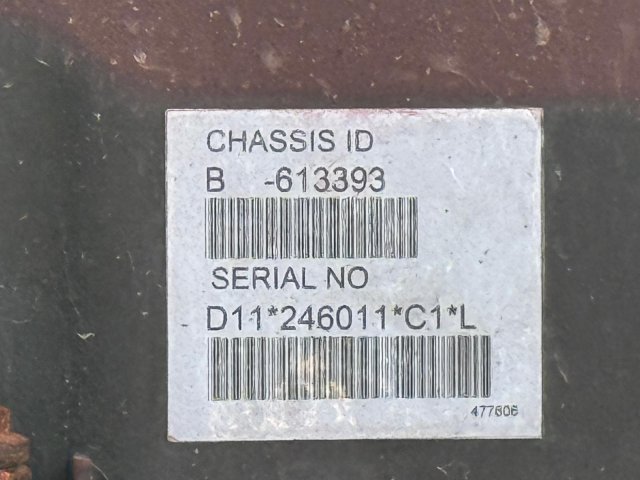 CHASSIS ID
B -613393
SERIAL NO
D11*246011*C1*L
477606